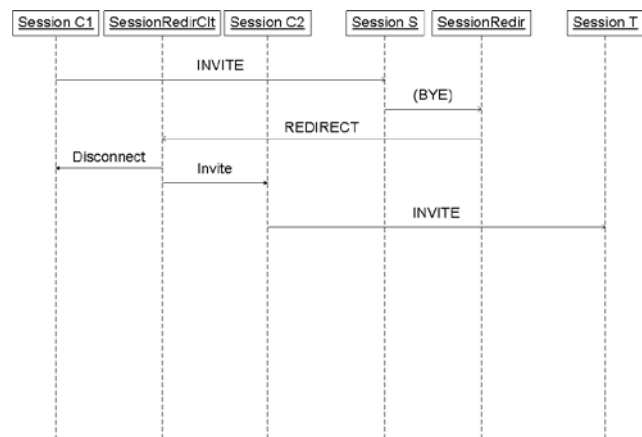 Session C1 SessionRedirClt Session C2 Session S SessionRedir Session T
INVITE
(BYE)
REDIRECT
Disconnect
Invite
INVITE